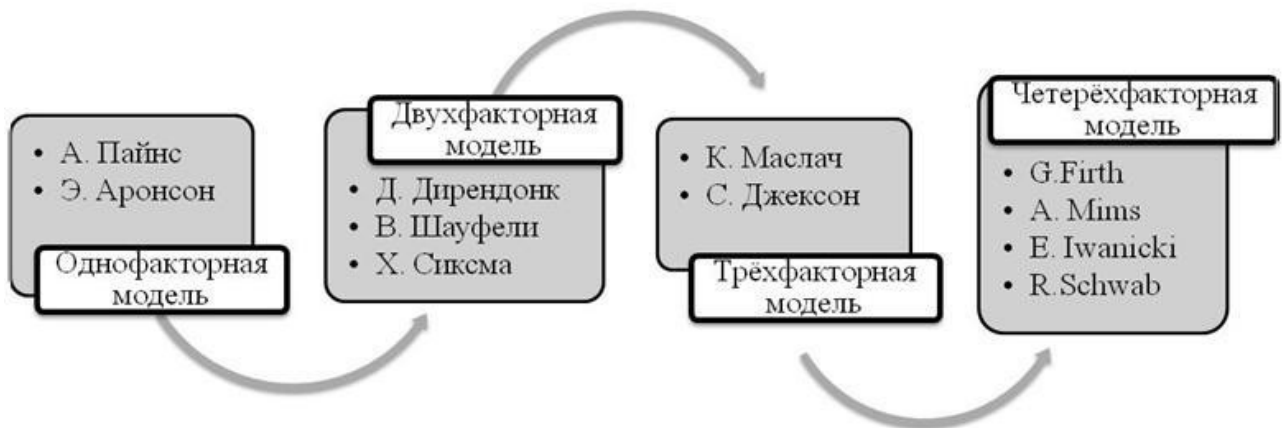 • А. Пайнс
• Э. Аронсон
Однофакторная
модель
Двухфакторная
модель
• Д. Дирендонк
• В. Шауфели
• Х. Сиксма
• К. Маслач
• С. Джексон
Трёхфакторная
модель
Четерёхфакторная
модель
• G.Firth
• A. Mims
• E. Iwanicki
• R.Schwab